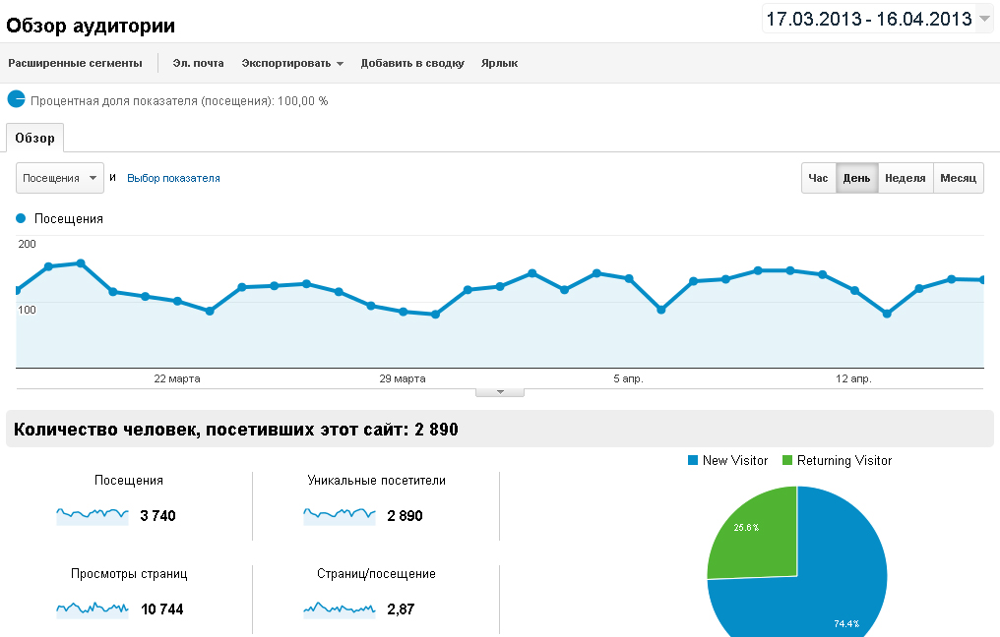 Обзор аудитории
17.03.2013 - 16.04.2013
Расширенные сегменты Эл. почта Экспортировать Добавить в сводку Ярлык
Процентная доля показателя (посещения): 100,00 %
Обзор
Посещения и Выбор показателя
Час День Неделя Месяц
Посещения
200
100
22 марта 29 марта 5 апр. 12 апр.
Количество человек, посетивших этот сайт: 2 890
New Visitor Returning Visitor
Посещения Уникальные посетители
3 740 2 890
25.6%
Просмотры страниц Страниц/посещение
10 744 2,87
74.4%